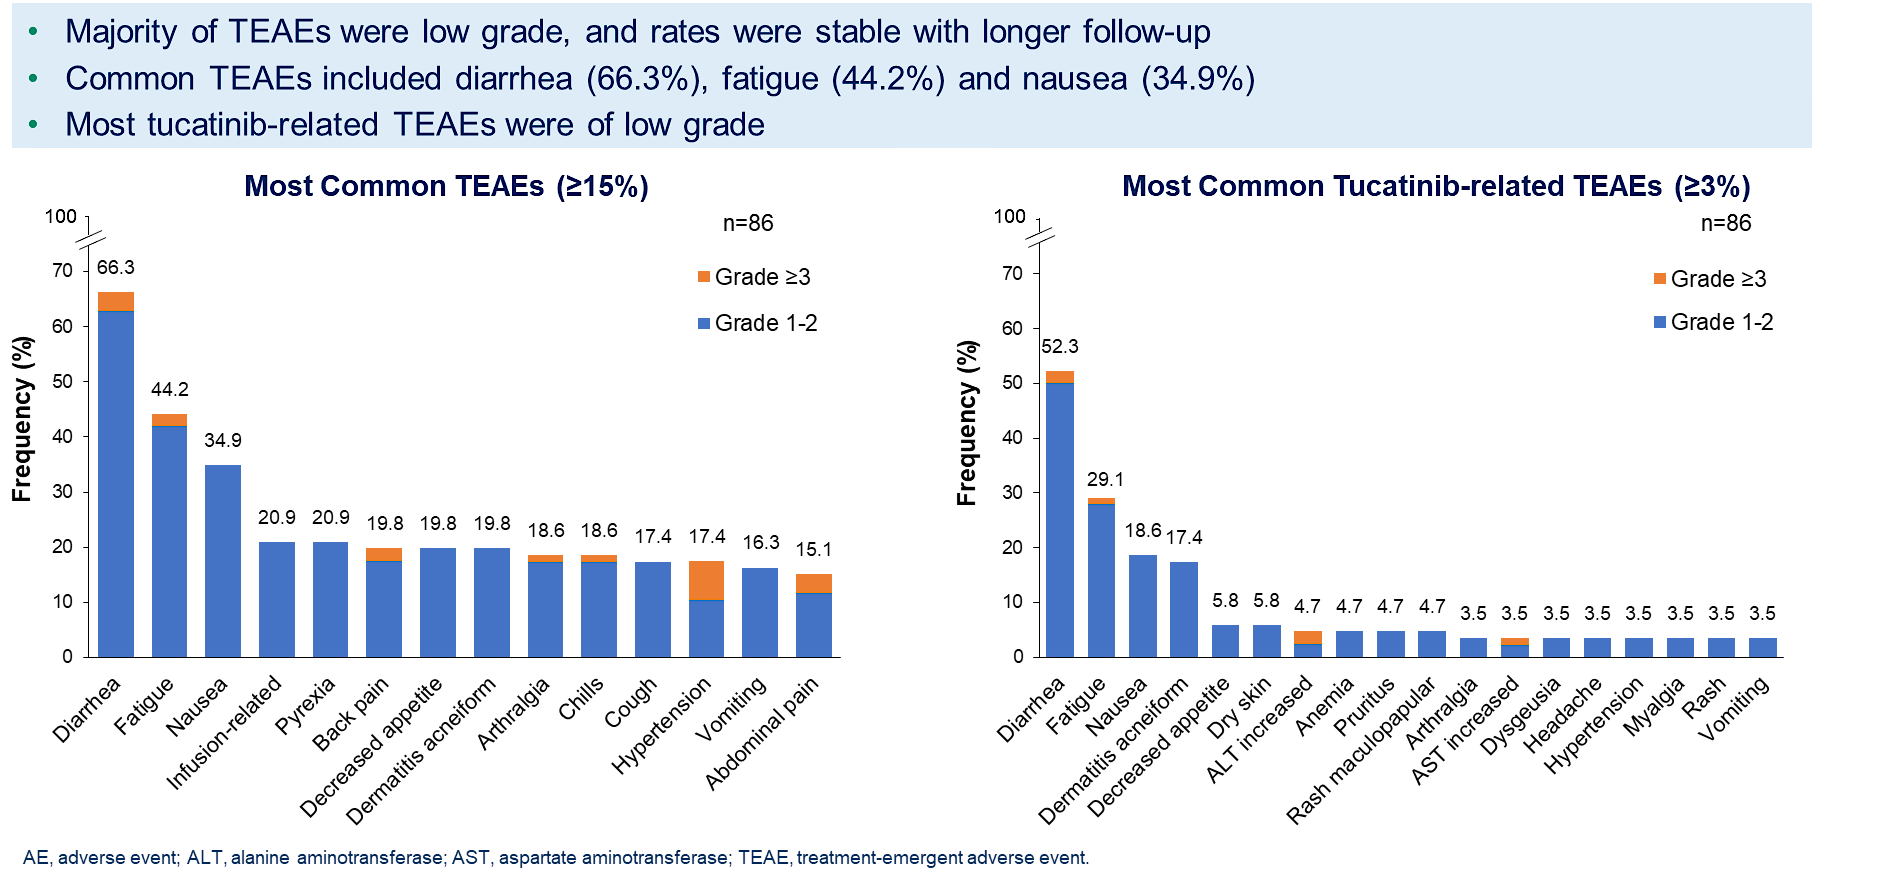 • Majority of TEAEs were low grade, and rates were stable with longer follow-up
• Common TEAEs included diarrhea (66.3%), fatigue (44.2%) and nausea (34.9%)
• Most tucatinib-related TEAEs were of low grade
Most Common TEAEs (≥15%)
n=86
Grade ≥3
Grade 1-2
Frequency (%)
100
70
60
50
40
30
20
10
0
66.3
44.2
34.9
20.9
20.9
19.8
19.8
19.8
18.6
18.6
17.4
17.4
16.3
15.1
Diarrhea
Fatigue
Nausea
Infusion-related
Pyrexia
Back pain
Decreased appetite
Dermatitis acneiform
Arthralgia
Chills
Cough
Hypertension
Vomiting
Abdominal pain
Most Common Tucatinib-related TEAEs (≥3%)
n=86
Grade ≥3
Grade 1-2
Frequency (%)
100
70
60
50
40
30
20
10
0
52.3
29.1
18.6
17.4
5.8
5.8
4.7
4.7
4.7
4.7
3.5
3.5
3.5
3.5
3.5
3.5
3.5
3.5
Diarrhea
Fatigue
Nausea
Dermatitis acneiform
Decreased appetite
Dry skin
ALT increased
Anemia
Pruritus
Rash maculopapular
Arthralgia
AST increased
Dysgeusia
Headache
Hypertension
Myalgia
Rash
Vomiting
AE, adverse event; ALT, alanine aminotransferase; AST, aspartate aminotransferase; TEAE, treatment-emergent adverse event.